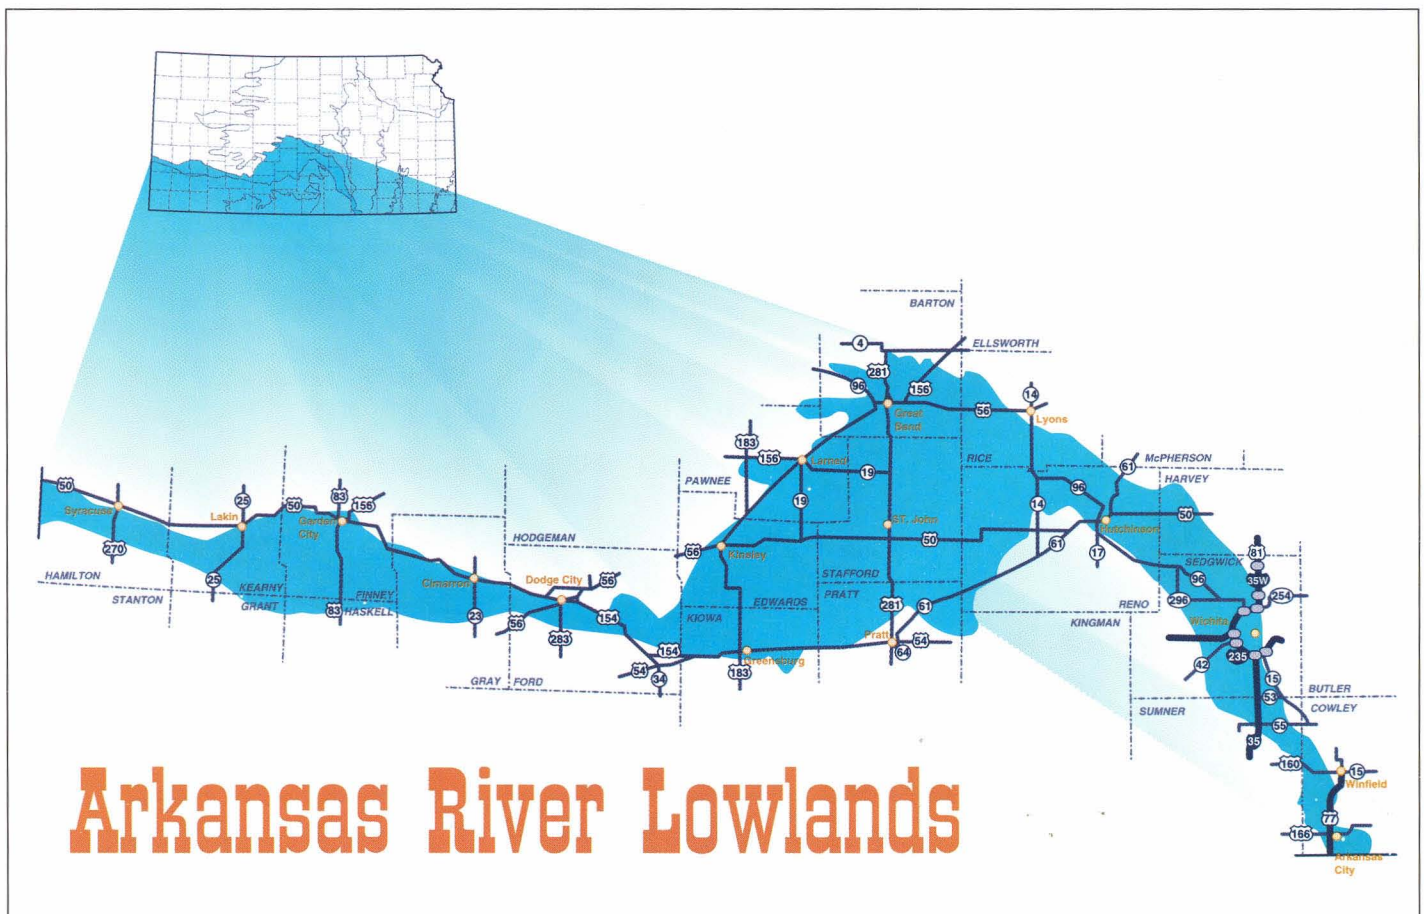 BARTON
4
ELLSWORTH
281
96
156
14
56
Great
Bend
Lyons
183
156
Larned
19
RICE
61
McPHERSON
HARVEY
PAWNEE
96
50
25
83
156
50
19
14
50
Syracuse
Lakin
Garden
City
ST. John
Hutchinson
270
HODGEMAN
56
Kinsley
50
61
17
81
SEDGWICK
HAMILTON
25
KEARNY
Cimarron
Dodge City
56
STAFFORD
96
35W
STANTON
GRANT
FINNEY
PRATT
254
83
HASKELL
23
56
154
EDWARDS
281
61
RENO
296
KIOWA
KINGMAN
Wichita
283
Pratt
54
64
154
Greensburg
235
42
54
34
183
15
GRAY
FORD
53
BUTLER
SUMNER
COWLEY
55
35
160
15
Winfield
77
166
Arkansas
City
Arkansas River Lowlands